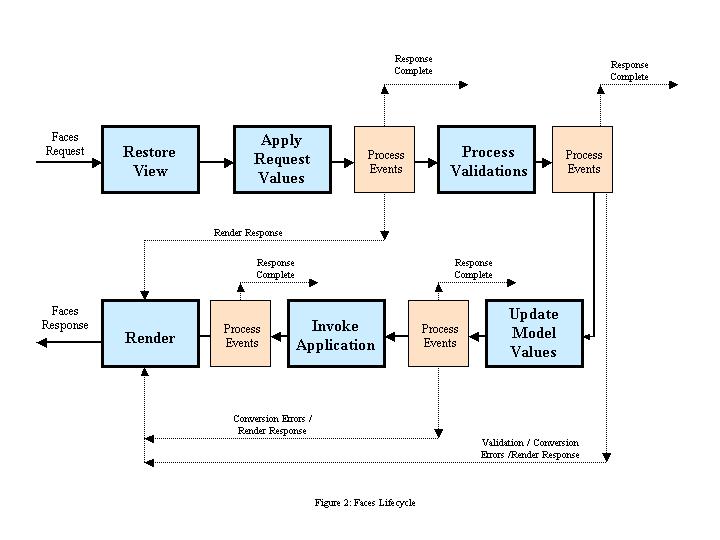 Response
Complete
Response
Complete
Faces
Request
Restore
View
Apply
Request
Values
Process
Events
Process
Validations
Process
Events
Render Response
Response
Complete
Response
Complete
Faces
Response
Render
Process
Events
Invoke
Application
Process
Events
Update
Model
Values
Conversion Errors /
Render Response
Validation / Conversion
Errors /Render Response
Figure 2: Faces Lifecycle